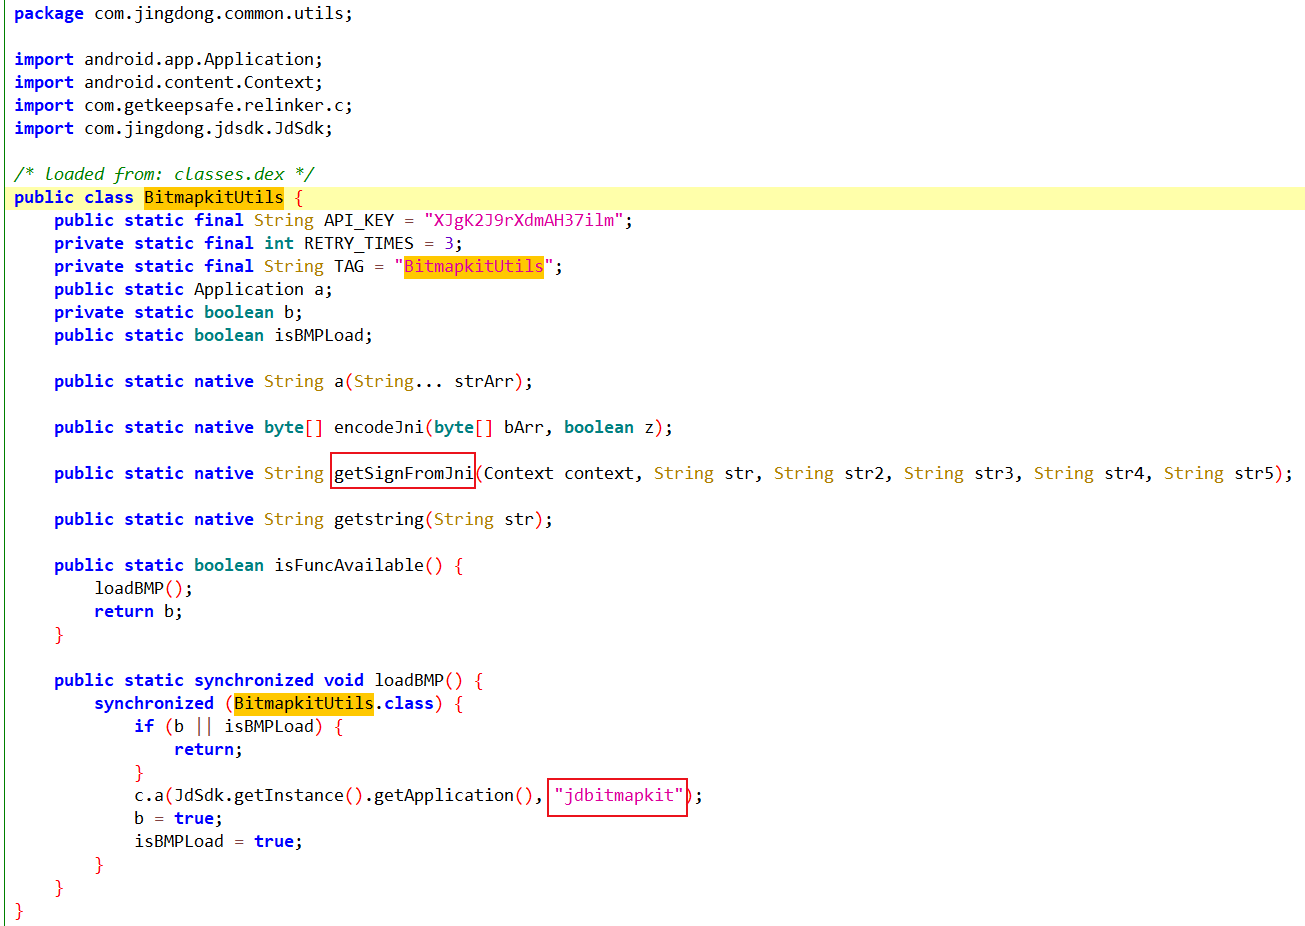 package com.jingdong.common.utils;
import android.app.Application;
import android.content.Context;
import com.getkeepsafe.relinker.c;
import com.jingdong.jdsdk.JdSdk;
/* loaded from: classes.dex */
public class BitmapkitUtils {
public static final String API_KEY = "XJgK2J9rXdmAH37ilm";
private static final int RETRY_TIMES = 3;
private static final String TAG = "BitmapkitUtils";
public static Application a;
private static boolean b;
public static boolean isBMPLoad;
public static native String a(String... strArr);
public static native byte[] encodeJni(byte[] bArr, boolean z);
public static native String getSignFromJni(Context context, String str, String str2, String str3, String str4, String str5);
public static native String getstring(String str);
public static boolean isFuncAvailable() {
loadBMP();
return b;
}
public static synchronized void loadBMP() {
synchronized (BitmapkitUtils.class) {
if (b || isBMPLoad) {
return;
}
c.a(JdSdk.getInstance().getApplication(), "jdbitmapkit");
b = true;
isBMPLoad = true;
}
}
}